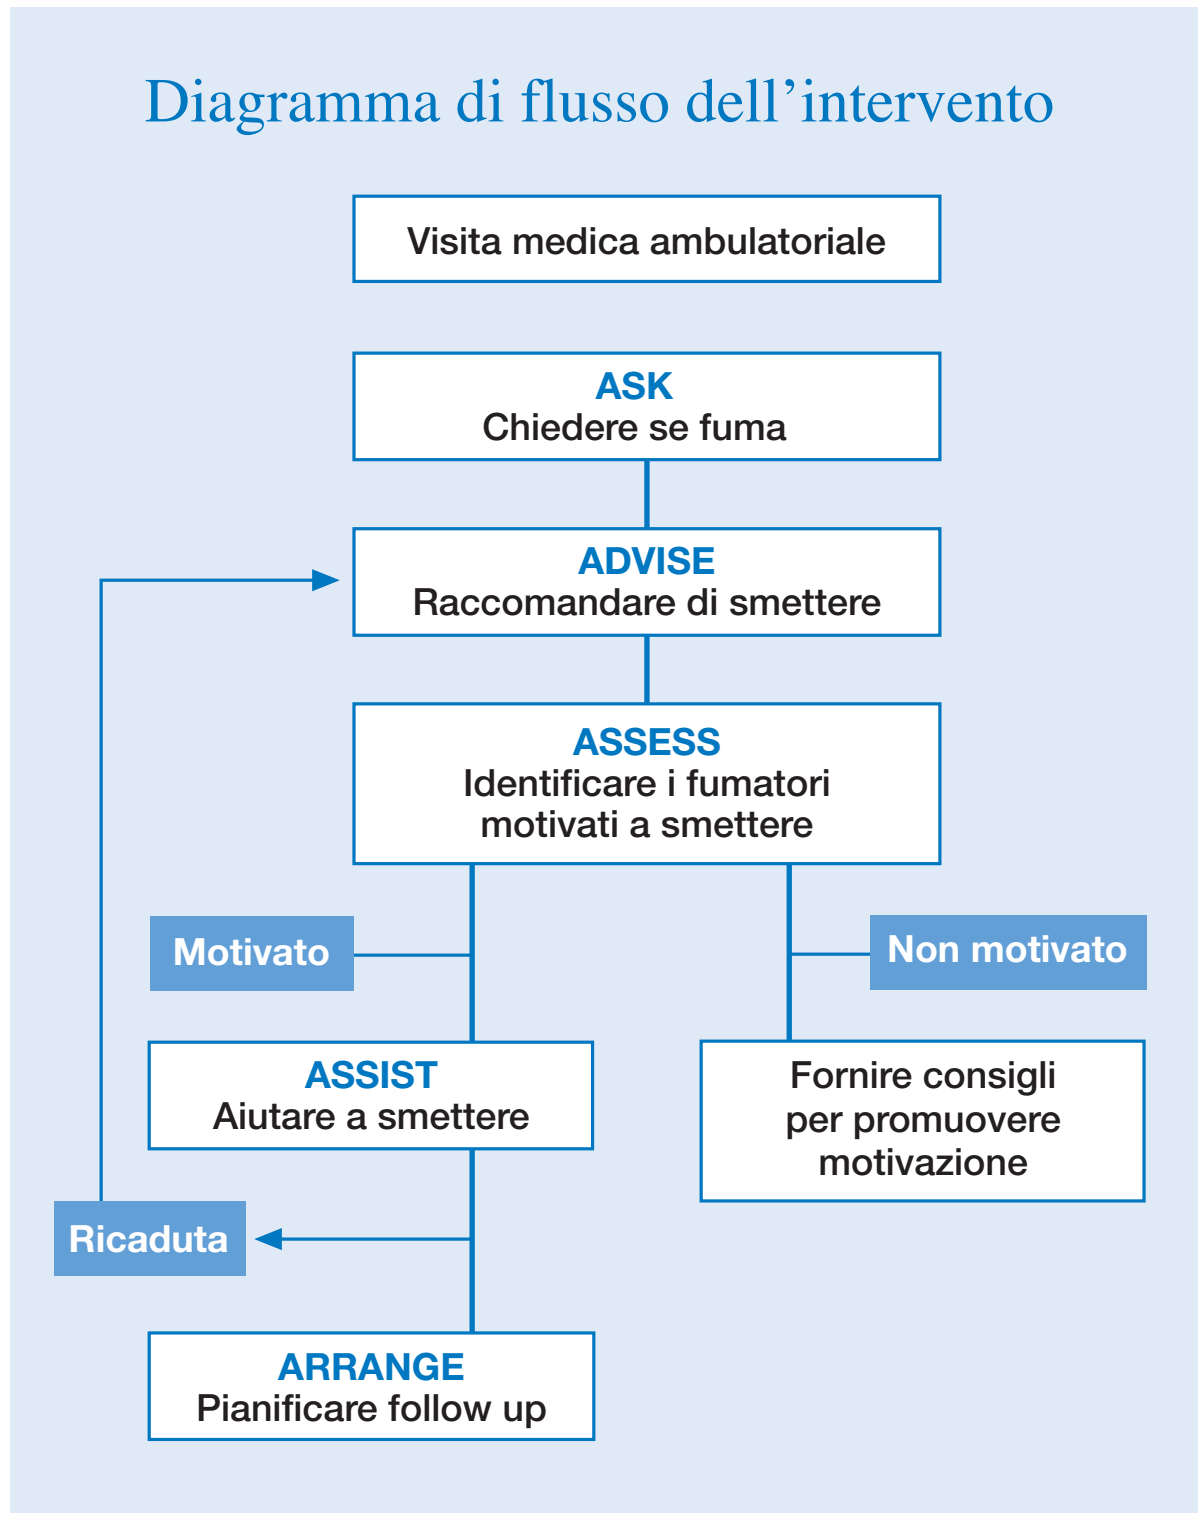 Diagramma di flusso dell’intervento
Visita medica ambulatoriale
ASK
Chiedere se fuma
ADVISE
Raccomandare di smettere
ASSESS
Identificare i fumatori
motivati a smettere
Motivato
Non motivato
ASSIST
Aiutare a smettere
Fornire consigli
per promuovere
motivazione
Ricaduta
ARRANGE
Pianificare follow up